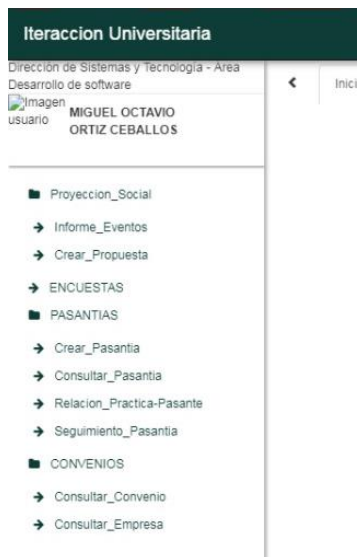 Iteraccion Universitaria
Dirección de Sistemas y Tecnología - Area
Desarrollo de software
Imagen
usuario
MIGUEL OCTAVIO
ORTIZ CEBALLOS
Inici
Proyeccion_Social
Informe_Eventos
Crear_Propuesta
ENCUESTAS
PASANTIAS
Crear_Pasantia
Consultar_Pasantia
Relacion_Practica-Pasante
Seguimiento_Pasantia
CONVENIOS
Consultar_Convenio
Consultar_Empresa